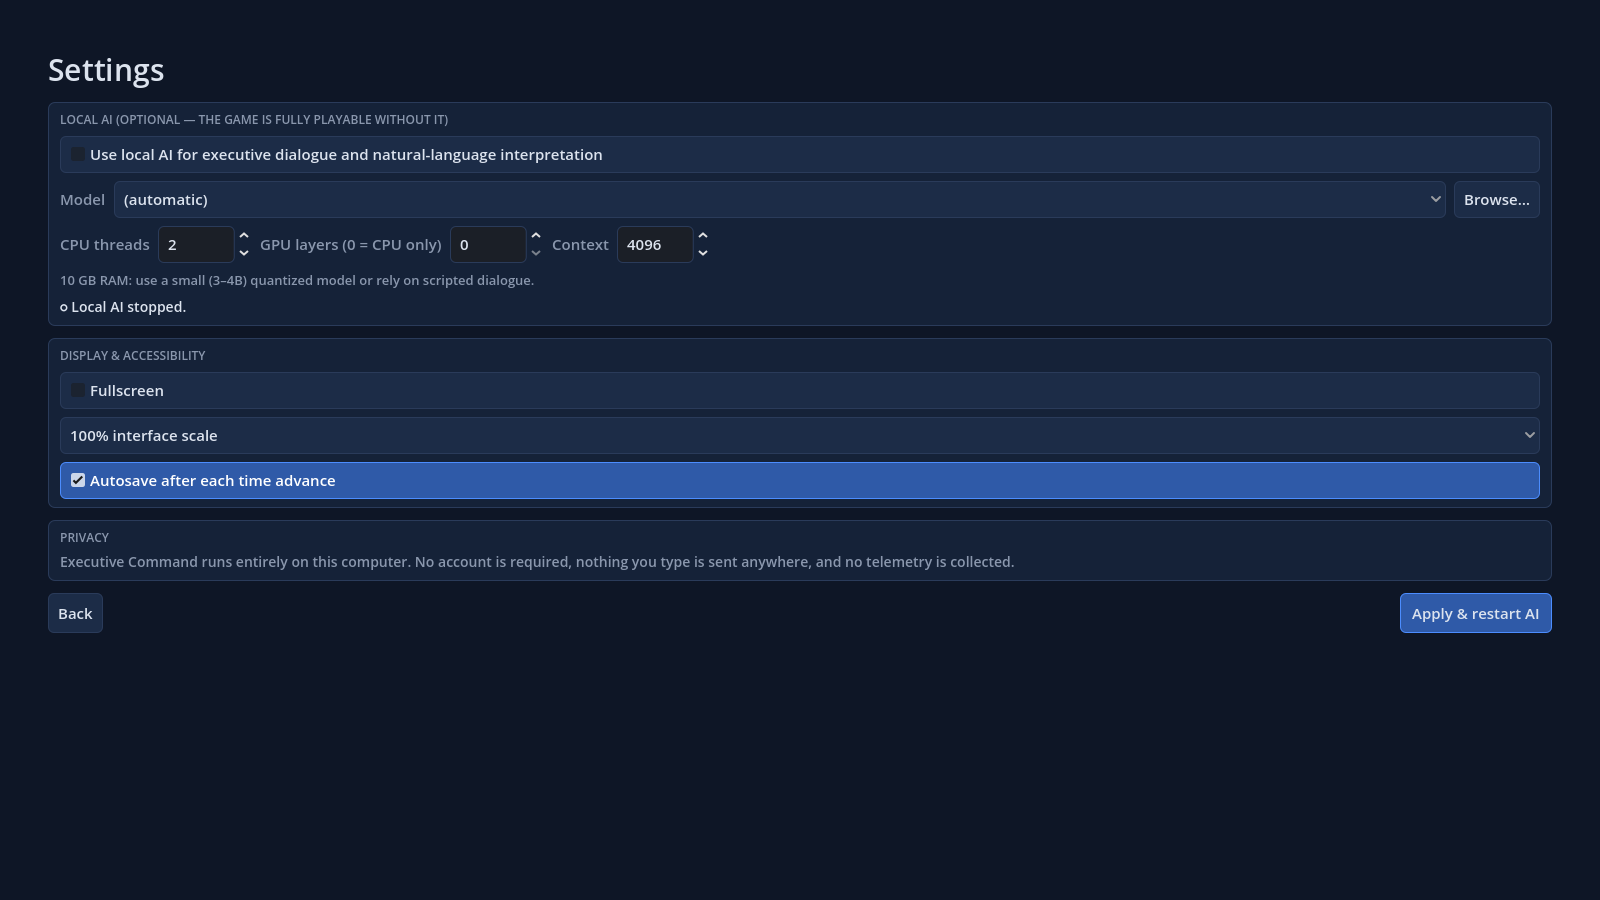 Settings
LOCAL AI (OPTIONAL — THE GAME IS FULLY PLAYABLE WITHOUT IT)
Use local AI for executive dialogue and natural-language interpretation
Model (automatic) Browse...
CPU threads 2 GPU layers (0 = CPU only) 0 Context 4096
10 GB RAM: use a small (3–4B) quantized model or rely on scripted dialogue.
Local AI stopped.
DISPLAY & ACCESSIBILITY
Fullscreen
100% interface scale
Autosave after each time advance
PRIVACY
Executive Command runs entirely on this computer. No account is required, nothing you type is sent anywhere, and no telemetry is collected.
Back Apply & restart AI